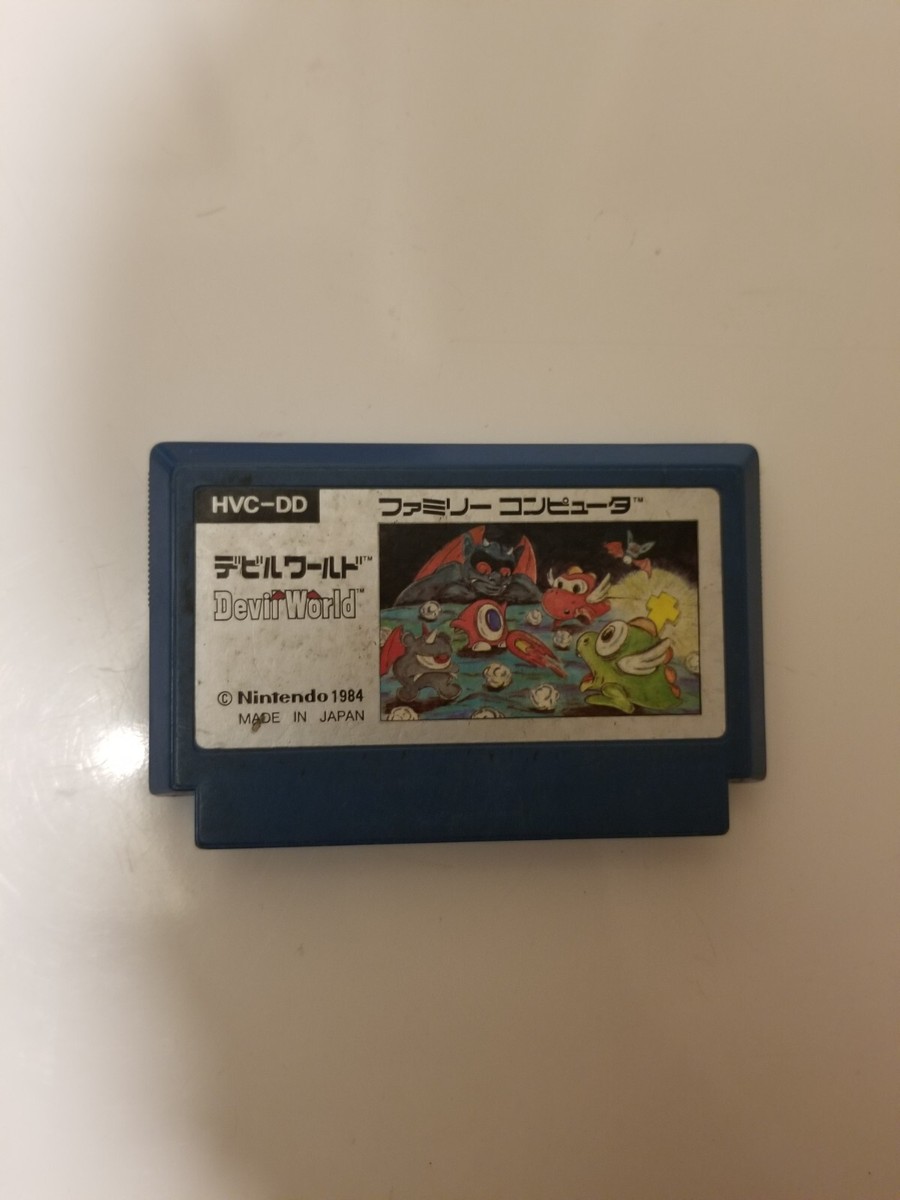 HVC-DD
ファミリー コンピュータ™
デビルワールド™
Devil World™
© Nintendo 1984
MADE IN JAPAN